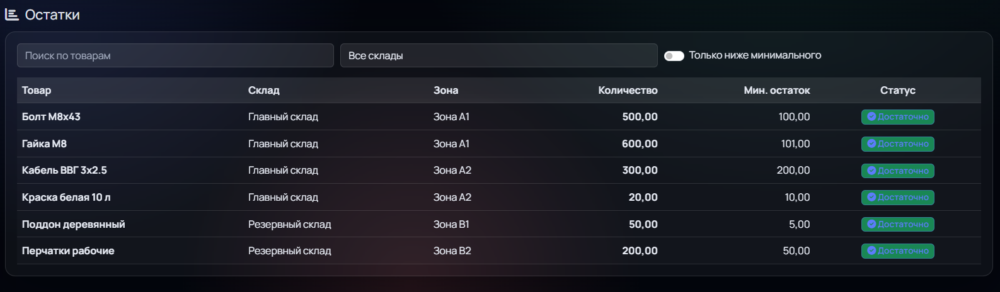 Остатки
Поиск по товарам Все склады Только ниже минимального
Товар Склад Зона Количество Мин. остаток Статус
Болт М8х43 Главный склад Зона A1 500,00 100,00 Достаточно
Гайка М8 Главный склад Зона A1 600,00 101,00 Достаточно
Кабель ВВГ 3х2.5 Главный склад Зона A2 300,00 200,00 Достаточно
Краска белая 10 л Главный склад Зона A2 20,00 10,00 Достаточно
Поддон деревянный Резервный склад Зона B1 50,00 5,00 Достаточно
Перчатки рабочие Резервный склад Зона B2 200,00 50,00 Достаточно